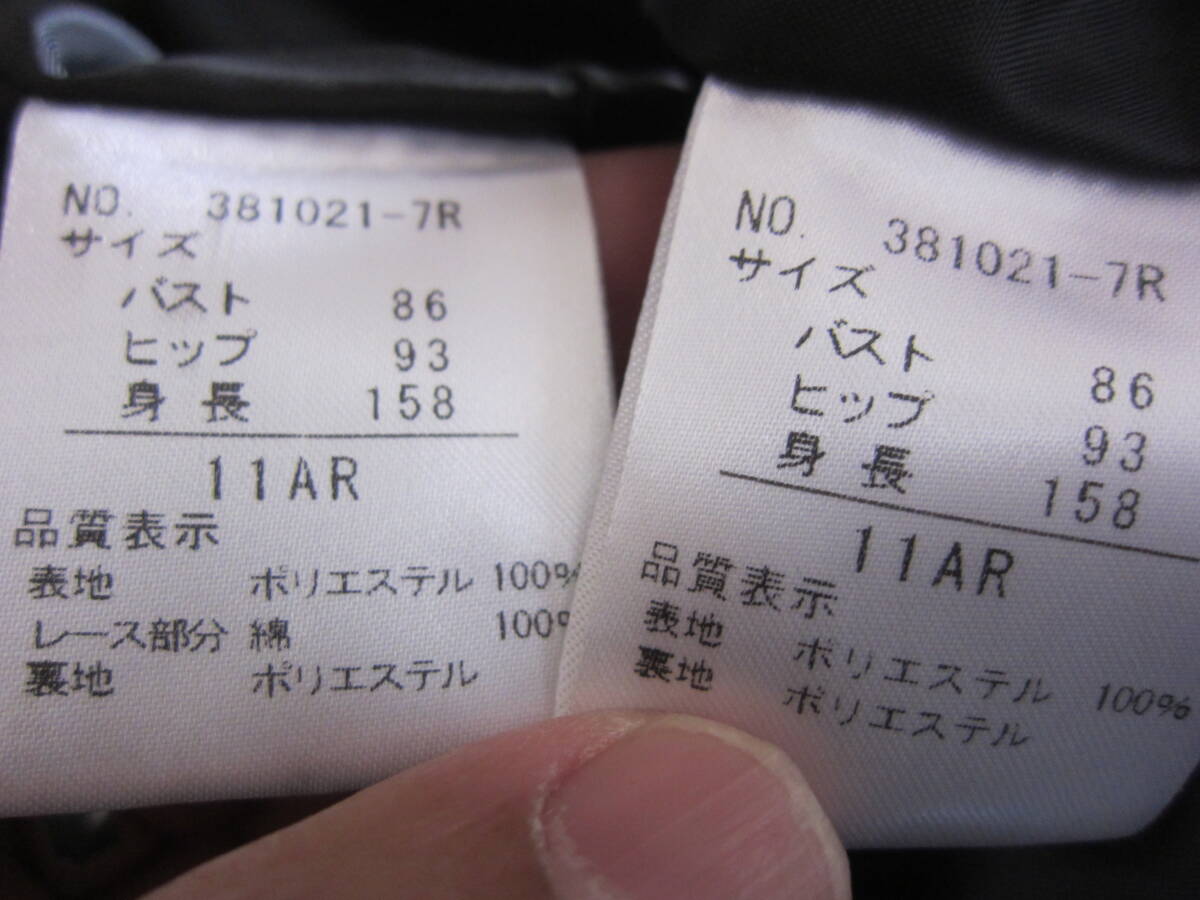 NO. 381021-7R
サイズ
バスト 86
ヒップ 93
身長 158
11AR
品質表示
表地 ポリエステル 100%
レース部分 綿 100%
裏地 ポリエステル
NO. 381021-7R
サイズ
バスト 86
ヒップ 93
身長 158
11AR
品質表示
表地 ポリエステル 100%
裏地 ポリエステル